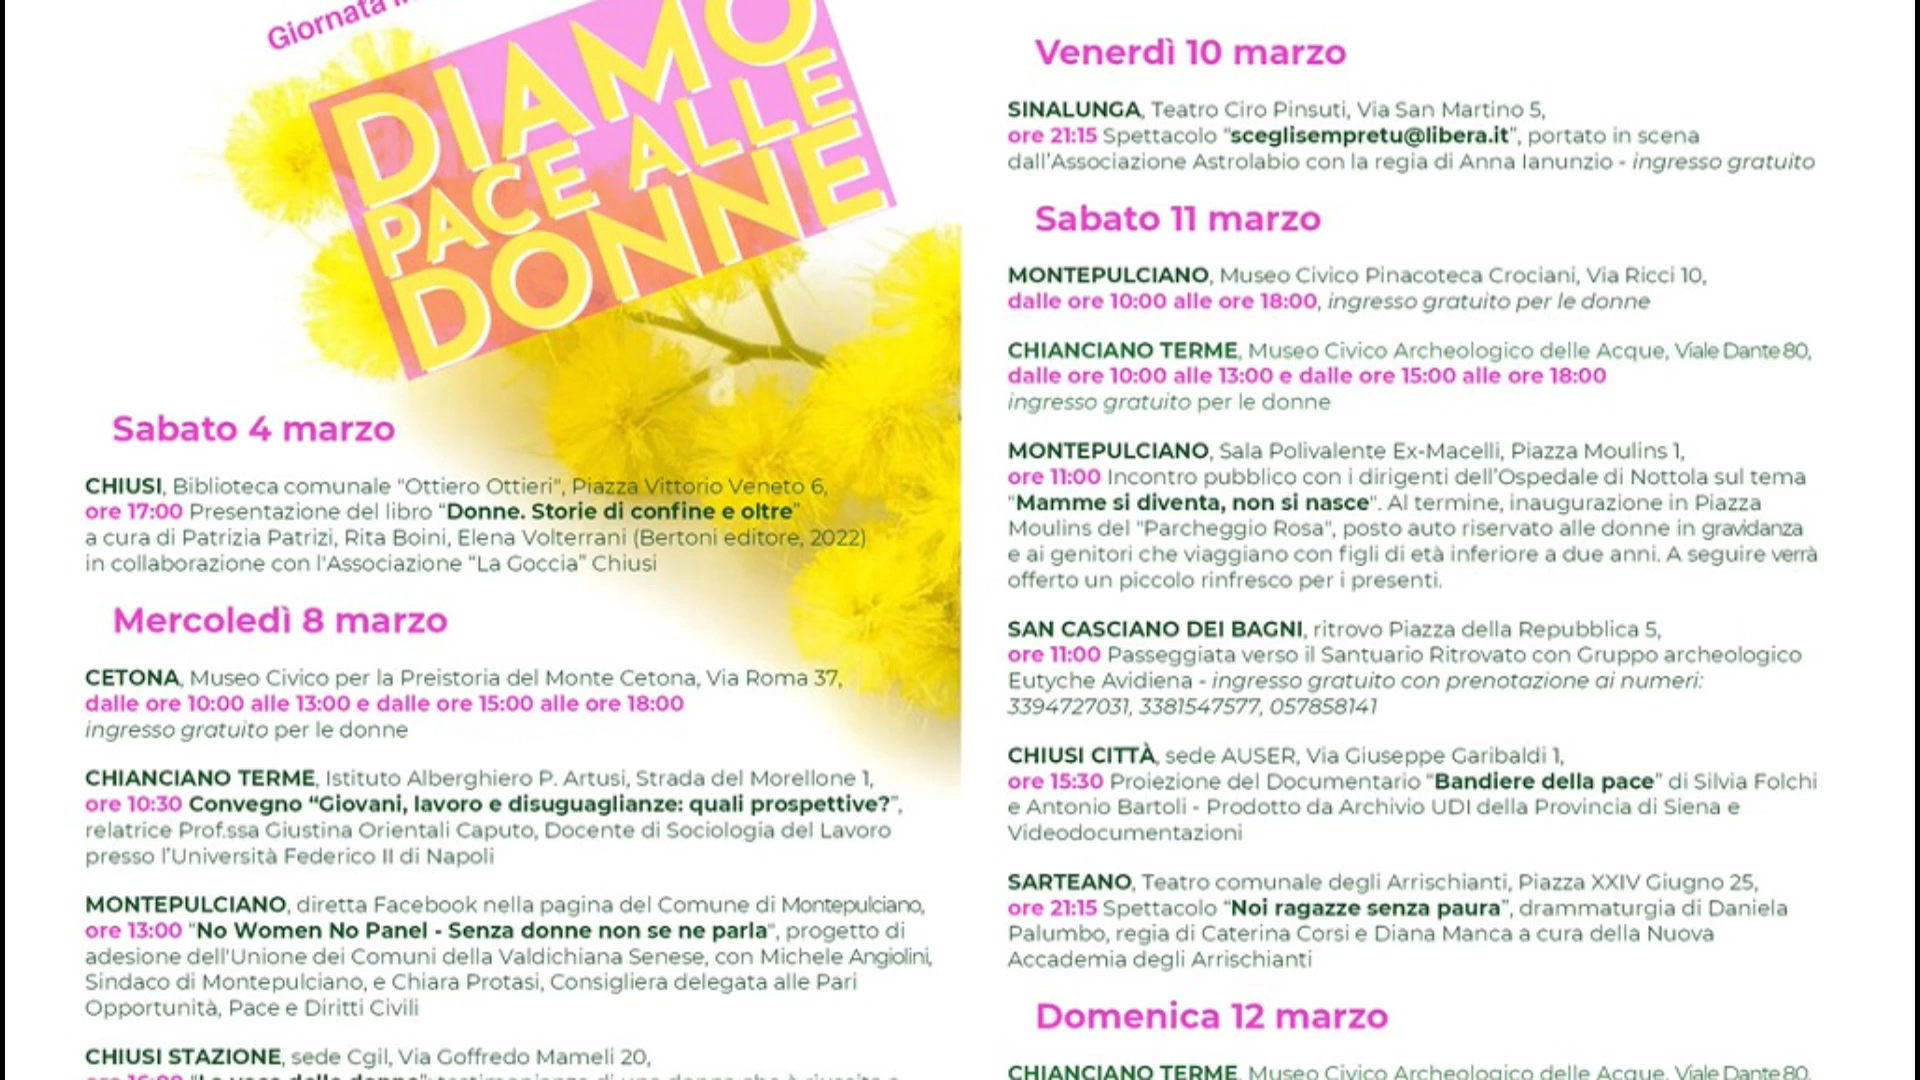 Giornata
DIAMO
PACE ALLE
DONNE
Sabato 4 marzo
CHIUSI, Biblioteca comunale "Ottiero Ottieri", Piazza Vittorio Veneto 6,
ore 17:00 Presentazione del libro “Donne. Storie di confine e oltre”
a cura di Patrizia Patrizi, Rita Boini, Elena Volterrani (Bertoni editore, 2022)
in collaborazione con l'Associazione “La Goccia” Chiusi
Mercoledì 8 marzo
CETONA, Museo Civico per la Preistoria del Monte Cetona, Via Roma 37,
dalle ore 10:00 alle 13:00 e dalle ore 15:00 alle ore 18:00
ingresso gratuito per le donne
CHIANCIANO TERME, Istituto Alberghiero P. Artusi, Strada del Morellone 1,
ore 10:30 Convegno “Giovani, lavoro e disuguaglianze: quali prospettive?”,
relatrice Prof.ssa Giustina Orientali Caputo, Docente di Sociologia del Lavoro
presso l’Università Federico II di Napoli
MONTEPULCIANO, diretta Facebook nella pagina del Comune di Montepulciano,
ore 13:00 "No Women No Panel - Senza donne non se ne parla", progetto di
adesione dell'Unione dei Comuni della Valdichiana Senese, con Michele Angiolini,
Sindaco di Montepulciano, e Chiara Protasi, Consigliera delegata alle Pari
Opportunità, Pace e Diritti Civili
CHIUSI STAZIONE, sede Cgil, Via Goffredo Mameli 20,
Venerdì 10 marzo
SINALUNGA, Teatro Ciro Pinsuti, Via San Martino 5,
ore 21:15 Spettacolo “sceglisempretu@libera.it”, portato in scena
dall’Associazione Astrolabio con la regia di Anna Ianunzio - ingresso gratuito
Sabato 11 marzo
MONTEPULCIANO, Museo Civico Pinacoteca Crociani, Via Ricci 10,
dalle ore 10:00 alle ore 18:00, ingresso gratuito per le donne
CHIANCIANO TERME, Museo Civico Archeologico delle Acque, Viale Dante 80,
dalle ore 10:00 alle 13:00 e dalle ore 15:00 alle ore 18:00
ingresso gratuito per le donne
MONTEPULCIANO, Sala Polivalente Ex-Macelli, Piazza Moulins 1,
ore 11:00 Incontro pubblico con i dirigenti dell’Ospedale di Nottola sul tema
"Mamme si diventa, non si nasce". Al termine, inaugurazione in Piazza
Moulins del "Parcheggio Rosa", posto auto riservato alle donne in gravidanza
e ai genitori che viaggiano con figli di età inferiore a due anni. A seguire verrà
offerto un piccolo rinfresco per i presenti.
SAN CASCIANO DEI BAGNI, ritrovo Piazza della Repubblica 5,
ore 11:00 Passeggiata verso il Santuario Ritrovato con Gruppo archeologico
Eutyche Avidiena - ingresso gratuito con prenotazione ai numeri:
3394727031, 3381547577, 057858141
CHIUSI CITTÀ, sede AUSER, Via Giuseppe Garibaldi 1,
ore 15:30 Proiezione del Documentario “Bandiere della pace” di Silvia Folchi
e Antonio Bartoli - Prodotto da Archivio UDI della Provincia di Siena e
Videodocumentazioni
SARTEANO, Teatro comunale degli Arrischianti, Piazza XXIV Giugno 25,
ore 21:15 Spettacolo “Noi ragazze senza paura”, drammaturgia di Daniela
Palumbo, regia di Caterina Corsi e Diana Manca a cura della Nuova
Accademia degli Arrischianti
Domenica 12 marzo
CHIANCIANO TERME, Museo Civico Archeologico delle Acque, Viale Dante 80,